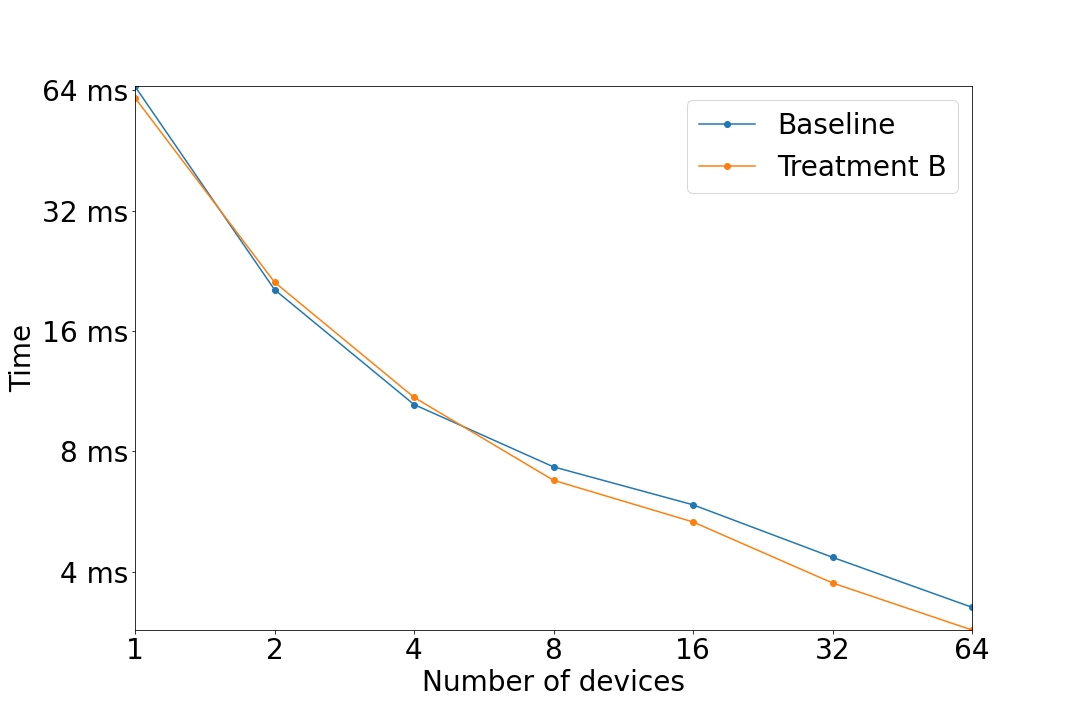 64 ms
32 ms
16 ms
8 ms
4 ms
Time
Baseline
Treatment B
1 2 4 8 16 32 64
Number of devices